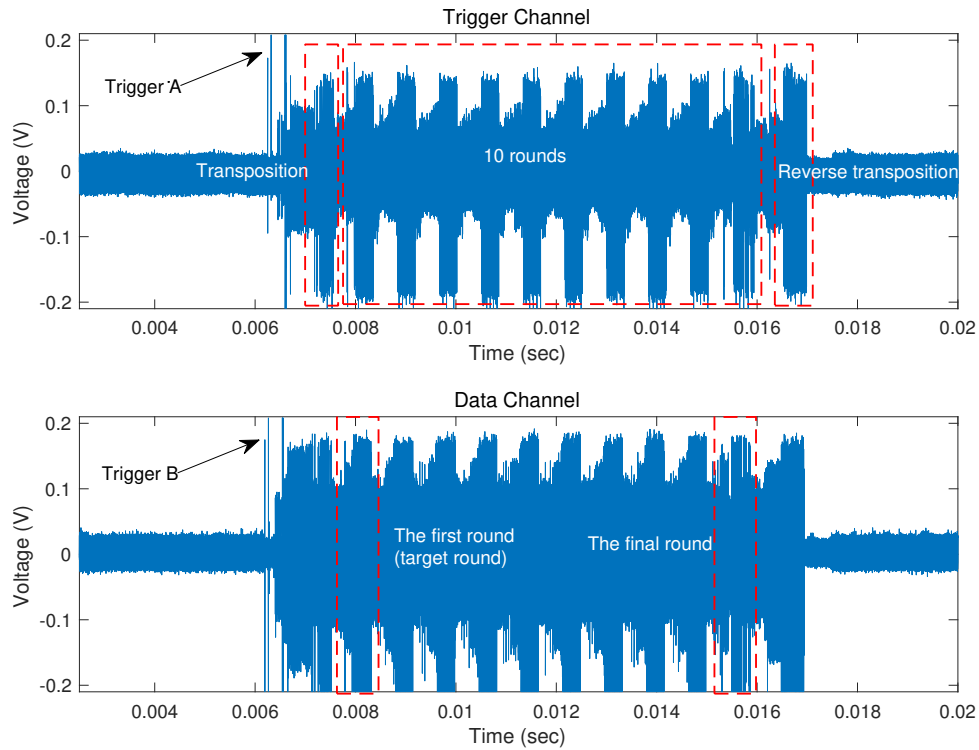 Trigger Channel
0.2
0.1
0
-0.1
-0.2
Voltage (V)
Trigger A
Transposition
10 rounds
Reverse transposition
0.004
0.006
0.008
0.01
0.012
0.014
0.016
0.018
0.02
Time (sec)
Data Channel
0.2
0.1
0
-0.1
-0.2
Voltage (V)
Trigger B
The first round
(target round)
The final round
0.004
0.006
0.008
0.01
0.012
0.014
0.016
0.018
0.02
Time (sec)